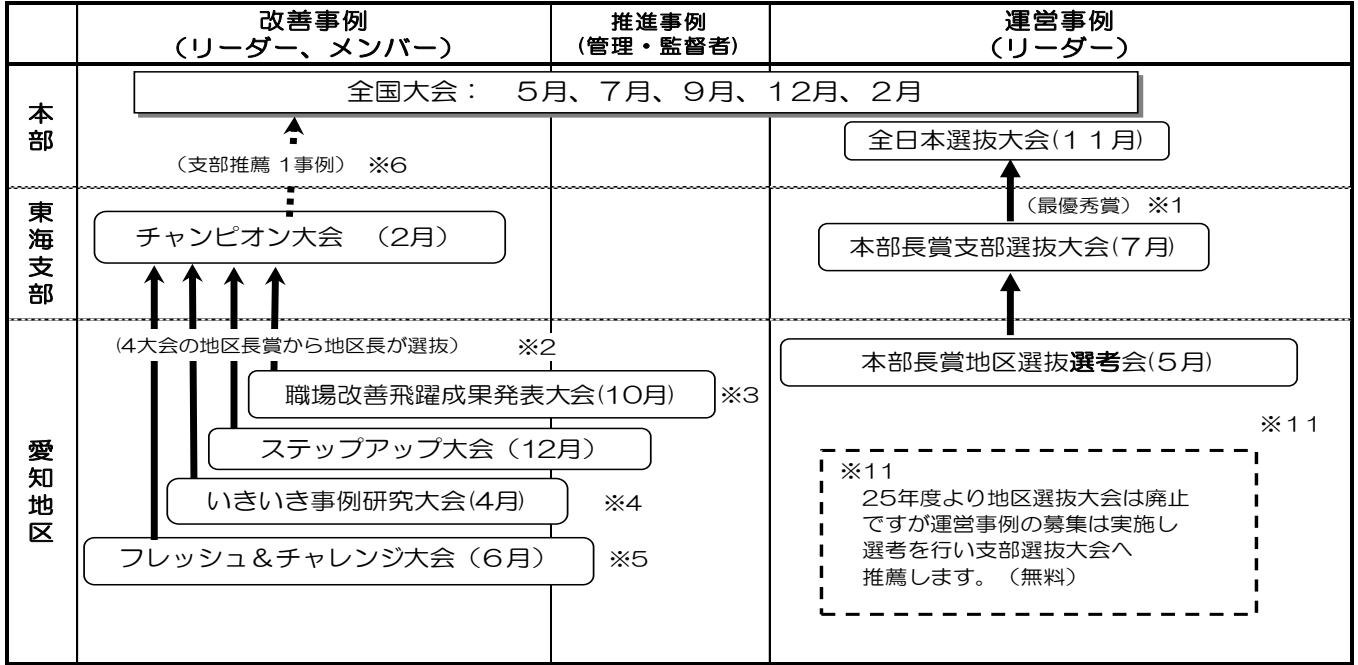 改善事例
（リーダー、メンバー）
推進事例
(管理・監督者)
運営事例
（リーダー）
本部
全国大会： 5月、7月、9月、12月、2月
全日本選抜大会(11月)
（支部推薦 1事例） ※6
東海支部
（最優秀賞） ※1
チャンピオン大会 （2月）
本部長賞支部選抜大会(7月)
愛知地区
(4大会の地区長賞から地区長が選抜) ※2
本部長賞地区選抜選考会(5月)
職場改善飛躍成果発表大会(10月) ※3
※11
ステップアップ大会（12月）
いきいき事例研究大会(4月) ※4
フレッシュ＆チャレンジ大会（6月） ※5
※11
25年度より地区選抜大会は廃止
ですが運営事例の募集は実施し
選考を行い支部選抜大会へ
推薦します。（無料）